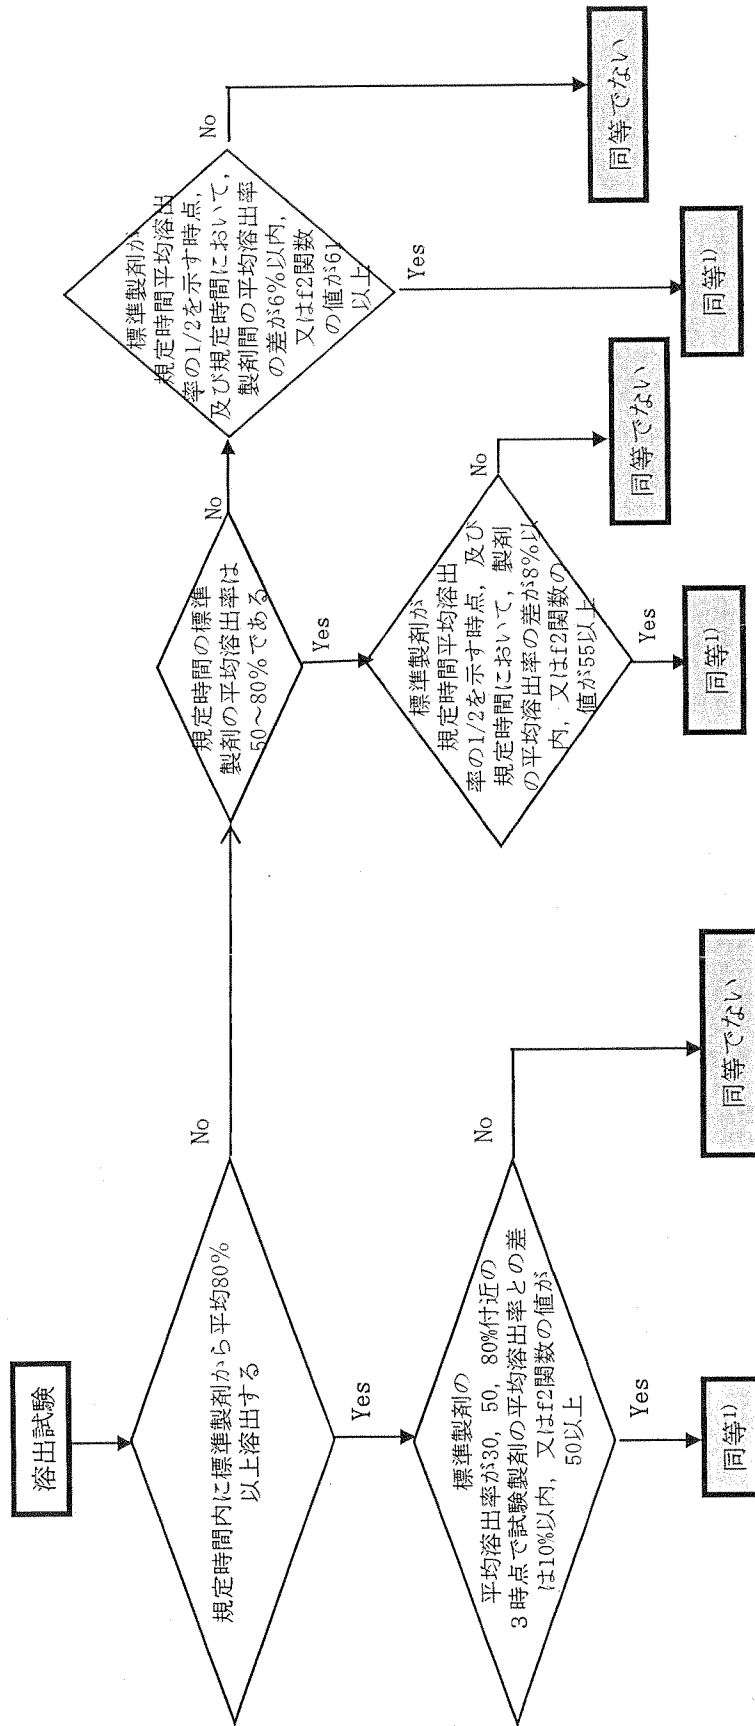 溶出試験
規定時間内に標準製剤から平均80%
以上溶出する
No
Yes
標準製剤の
平均溶出率が30, 50, 80%付近の
3時点で試験製剤の平均溶出率との差
は10%以内, 又はf2関数の値が
50以上
No
Yes
同等1)
同等でない
規定時間の標準
製剤の平均溶出率は
50～80%である
No
Yes
標準製剤が
規定時間平均溶出
率の1/2を示す時点, 及び
規定時間において, 製剤
の平均溶出率の差が8%以
内, 又はf2関数の
値が55以上
No
Yes
同等1)
同等でない
標準製剤が
規定時間平均溶出
率の1/2を示す時点,
及び規定時間において,
製剤間の平均溶出率
の差が6%以内,
又はf2関数
の値が61
以上
No
Yes
同等1)
同等でない